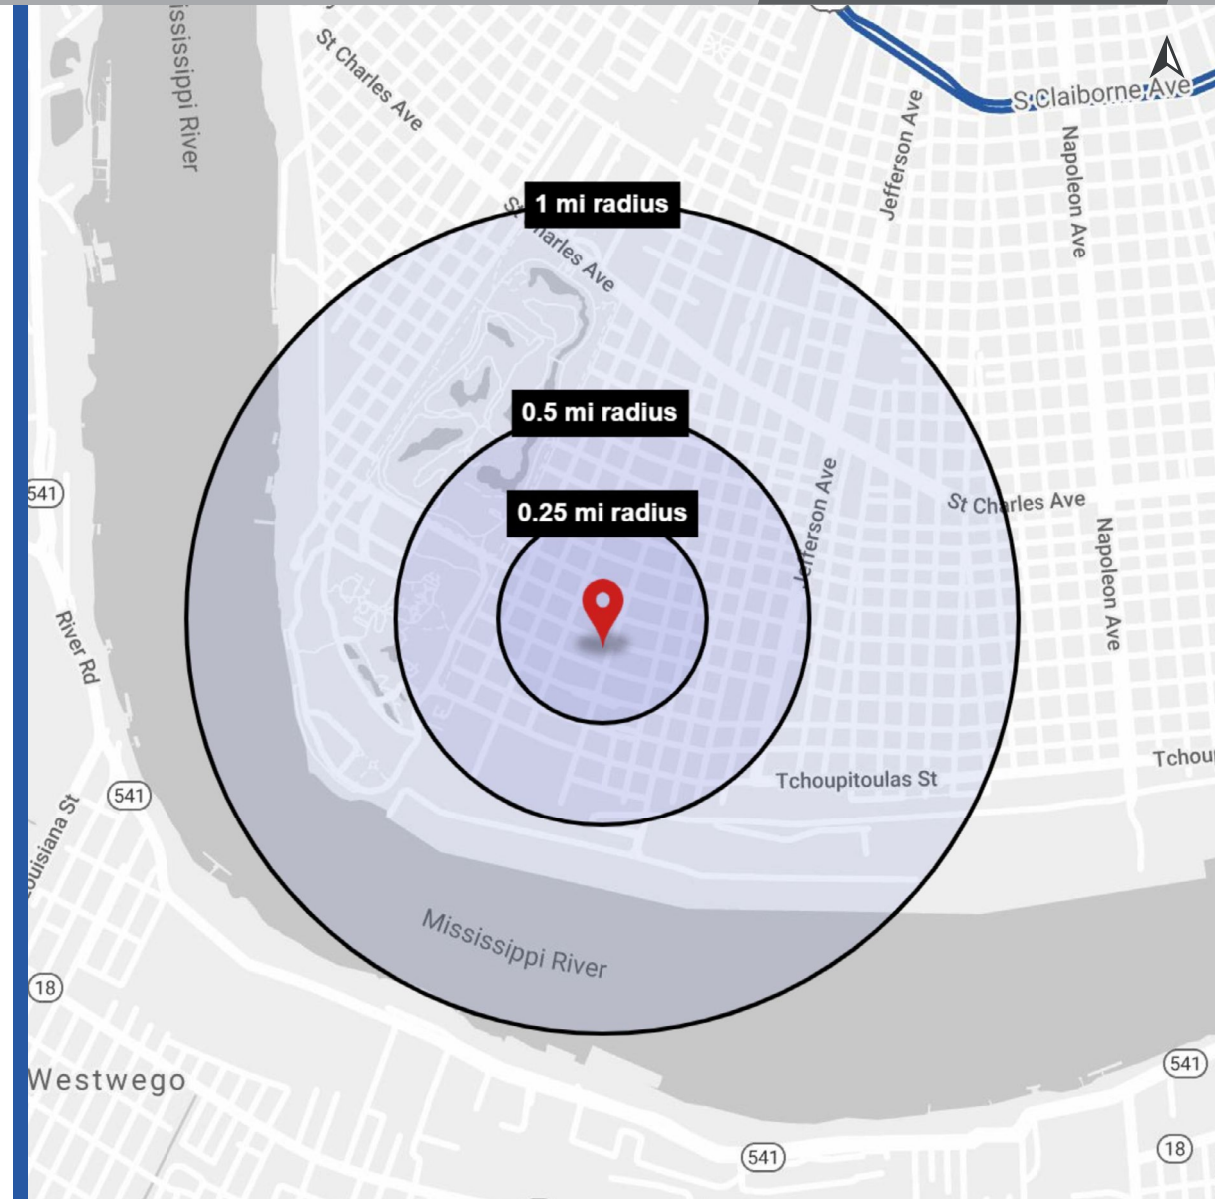 ississippi River
St Charles Ave
S Claiborne Ave
Jefferson Ave
Napoleon Ave
1 mi radius
St Charles Ave
0.5 mi radius
541
Jefferson Ave
St Charles Ave
0.25 mi radius
Napoleon Ave
River Rd
Tchoupitoulas St
Tchou
541
ouisiana St
Mississippi River
18
Westwego
541
541
18